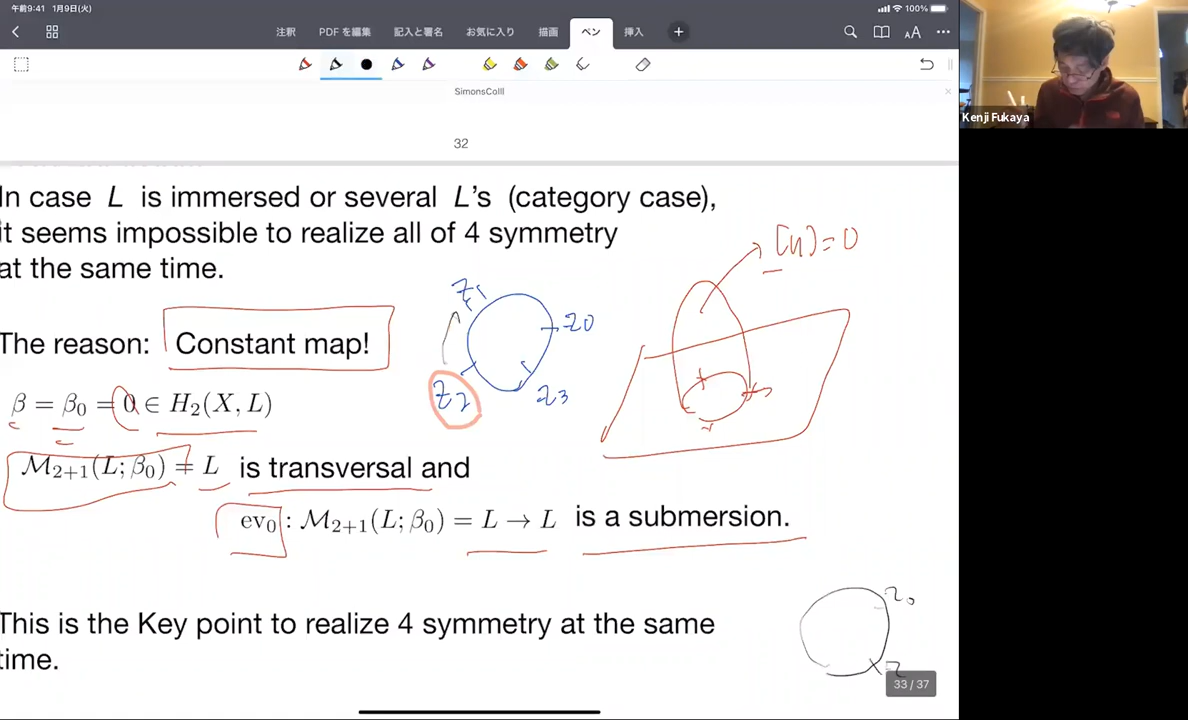 午前9:41 1月9日(火)
100%
注釈 PDF を編集 記入と署名 お気に入り 描画 ペン 挿入
AA
SimonsColll
32
In case L is immersed or several L's (category case),
it seems impossible to realize all of 4 symmetry
at the same time.
[u]=0
z1
z0
z2
z3
The reason: Constant map!
β = β₀ = 0 ∈ H₂(X, L)
ℳ₂₊₁(L; β₀) = L is transversal and
ev₀ : ℳ₂₊₁(L; β₀) = L → L is a submersion.
z0
This is the Key point to realize 4 symmetry at the same
time.
33 / 37
Kenji Fukaya